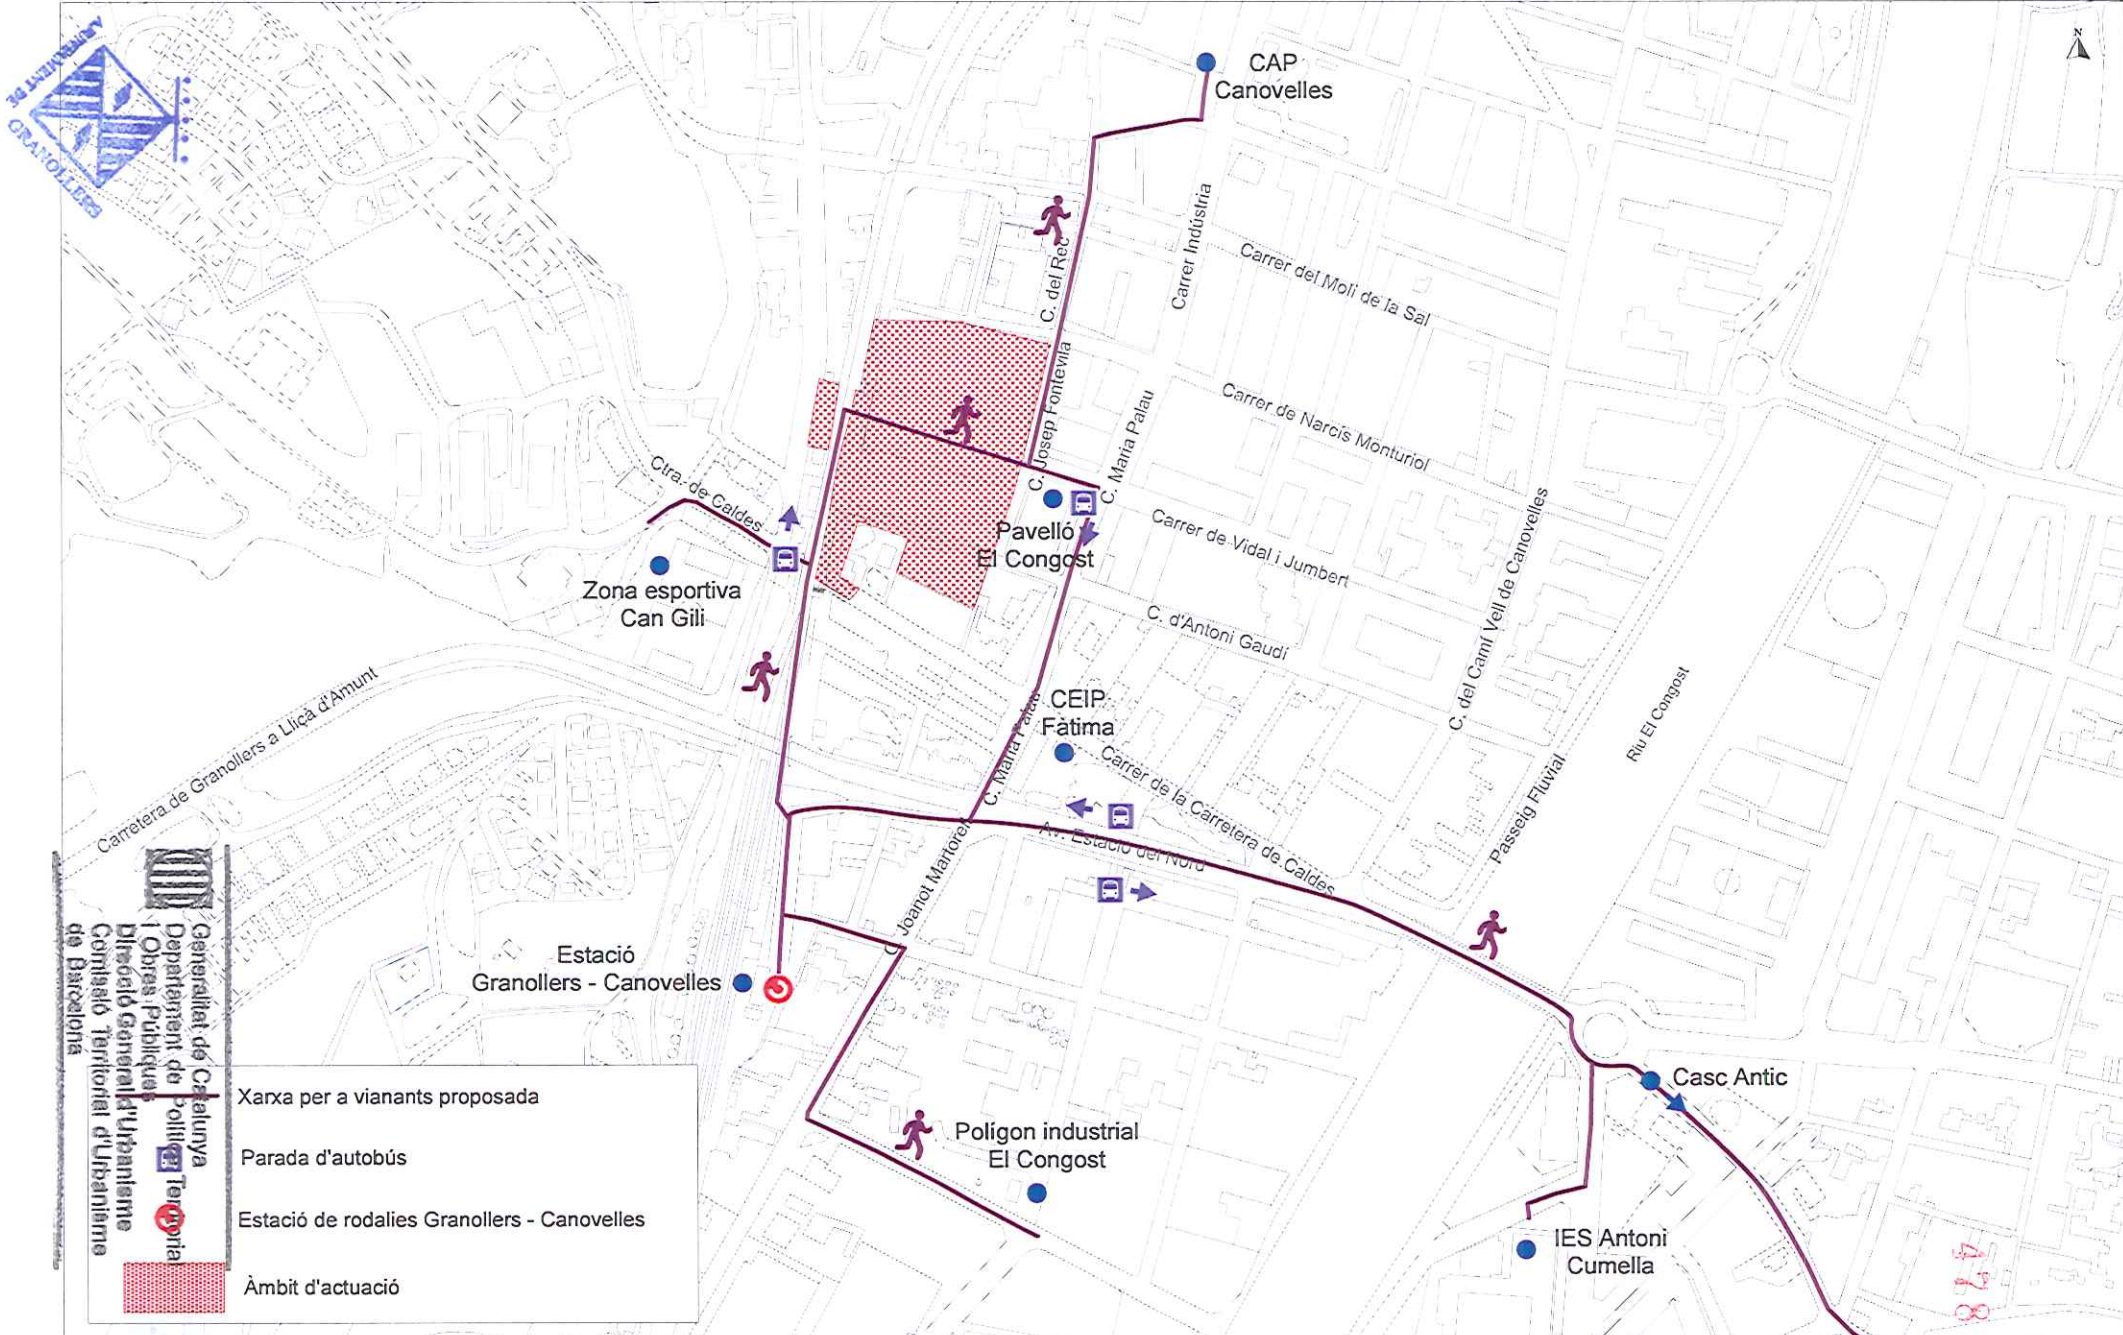 AJUNTAMENT DE
GRANOLLERS
N
CAP
Canovelles
C. del Rec
Carrer Indústria
Carrer del Moli de la Sal
C. Josep Fontevila
C. Maria Palau
Carrer de Narcís Monturiol
Ctra. de Caldes
Pavelló
El Congost
Carrer de Vidal i Jumbert
Zona esportiva
Can Gili
C. d'Antoni Gaudi
C. del Camí Vell de Canovelles
Carretera de Granollers a Lliçà d'Amunt
CEIP
Fàtima
C. Maria Palau
Carrer de la Carretera de Caldes
Passeig Fluvial
Riu El Congost
Av. Estació del Nord
C. Joanot Martorell
Estació
Granollers - Canovelles
Casc Antic
Polígon industrial
El Congost
IES Antoni
Cumella
Generalitat de Catalunya
Departament de Política Territorial
i Obres Públiques
Direcció General d'Urbanisme
Comissió Territorial d'Urbanisme
de Barcelona
Xarxa per a vianants proposada
Parada d'autobús
Estació de rodalies Granollers - Canovelles
Àmbit d'actuació
478